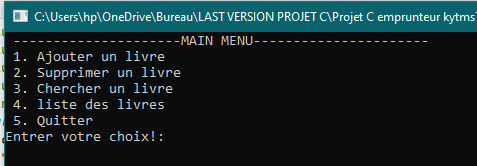 C:\Users\hp\OneDrive\Bureau\LAST VERSION PROJET C\Projet C emprunteur kytms
---------------------MAIN MENU----------------------
1. Ajouter un livre
2. Supprimer un livre
3. Chercher un livre
4. liste des livres
5. Quitter
Entrer votre choix!: